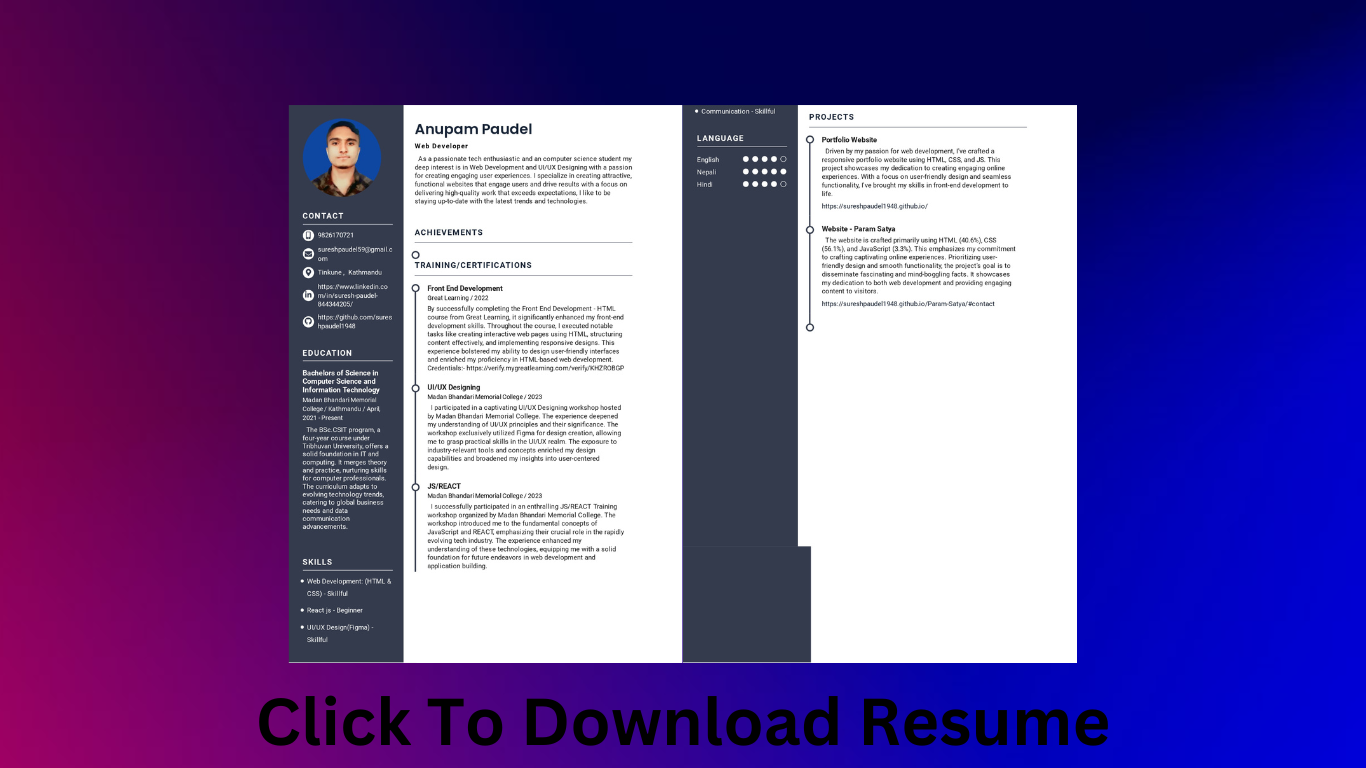 Anupam Paudel
Web Developer
As a passionate tech enthusiastic and an computer science student my
deep interest is in Web Development and UI/UX Designing with a passion
for creating engaging user experiences. I specialize in creating attractive,
functional websites that engage users and drive results with a focus on
delivering high-quality work that exceeds expectations, I like to be
staying up-to-date with the latest trends and technologies.
CONTACT
9826170721
sureshpaudel59@gmail.c
om
Tinkune , Kathmandu
https://www.linkedin.co
m/in/suresh-paudel-
844344205/
https://github.com/sures
hpaudel1948
EDUCATION
Bachelors of Science in
Computer Science and
Information Technology
Madan Bhandari Memorial
College / Kathmandu / April,
2021 - Present
The BSc.CSIT program, a
four-year course under
Tribhuvan University, offers a
solid foundation in IT and
computing. It merges theory
and practice, nurturing skills
for computer professionals.
The curriculum adapts to
evolving technology trends,
catering to global business
needs and data
communication
advancements.
SKILLS
Web Development: (HTML &
CSS) - Skillful
React js - Beginner
UI/UX Design(Figma) -
Skillful
ACHIEVEMENTS
TRAINING/CERTIFICATIONS
Front End Development
Great Learning / 2022
By successfully completing the Front End Development - HTML
course from Great Learning, it significantly enhanced my front-end
development skills. Throughout the course, I executed notable
tasks like creating interactive web pages using HTML, structuring
content effectively, and implementing responsive designs. This
experience bolstered my ability to design user-friendly interfaces
and enriched my proficiency in HTML-based web development.
Credentials:- https://verify.mygreatlearning.com/verify/KHZROBGP
UI/UX Designing
Madan Bhandari Memorial College / 2023
I participated in a captivating UI/UX Designing workshop hosted
by Madan Bhandari Memorial College. The experience deepened
my understanding of UI/UX principles and their significance. The
workshop exclusively utilized Figma for design creation, allowing
me to grasp practical skills in the UI/UX realm. The exposure to
industry-relevant tools and concepts enriched my design
capabilities and broadened my insights into user-centered
design.
JS/REACT
Madan Bhandari Memorial College / 2023
I successfully participated in an enthralling JS/REACT Training
workshop organized by Madan Bhandari Memorial College. The
workshop introduced me to the fundamental concepts of
JavaScript and REACT, emphasizing their crucial role in the rapidly
evolving tech industry. The experience enhanced my
understanding of these technologies, equipping me with a solid
foundation for future endeavors in web development and
application building.
Communication - Skillful
LANGUAGE
English
Nepali
Hindi
PROJECTS
Portfolio Website
Driven by my passion for web development, I've crafted a
responsive portfolio website using HTML, CSS, and JS. This
project showcases my dedication to creating engaging online
experiences. With a focus on user-friendly design and seamless
functionality, I've brought my skills in front-end development to
life.
https://sureshpaudel1948.github.io/
Website - Param Satya
The website is crafted primarily using HTML (40.6%), CSS
(56.1%), and JavaScript (3.3%). This emphasizes my commitment
to crafting captivating online experiences. Prioritizing user-
friendly design and smooth functionality, the project's goal is to
disseminate fascinating and mind-boggling facts. It showcases
my dedication to both web development and providing engaging
content to visitors.
https://sureshpaudel1948.github.io/Param-Satya/#contact
Click To Download Resume